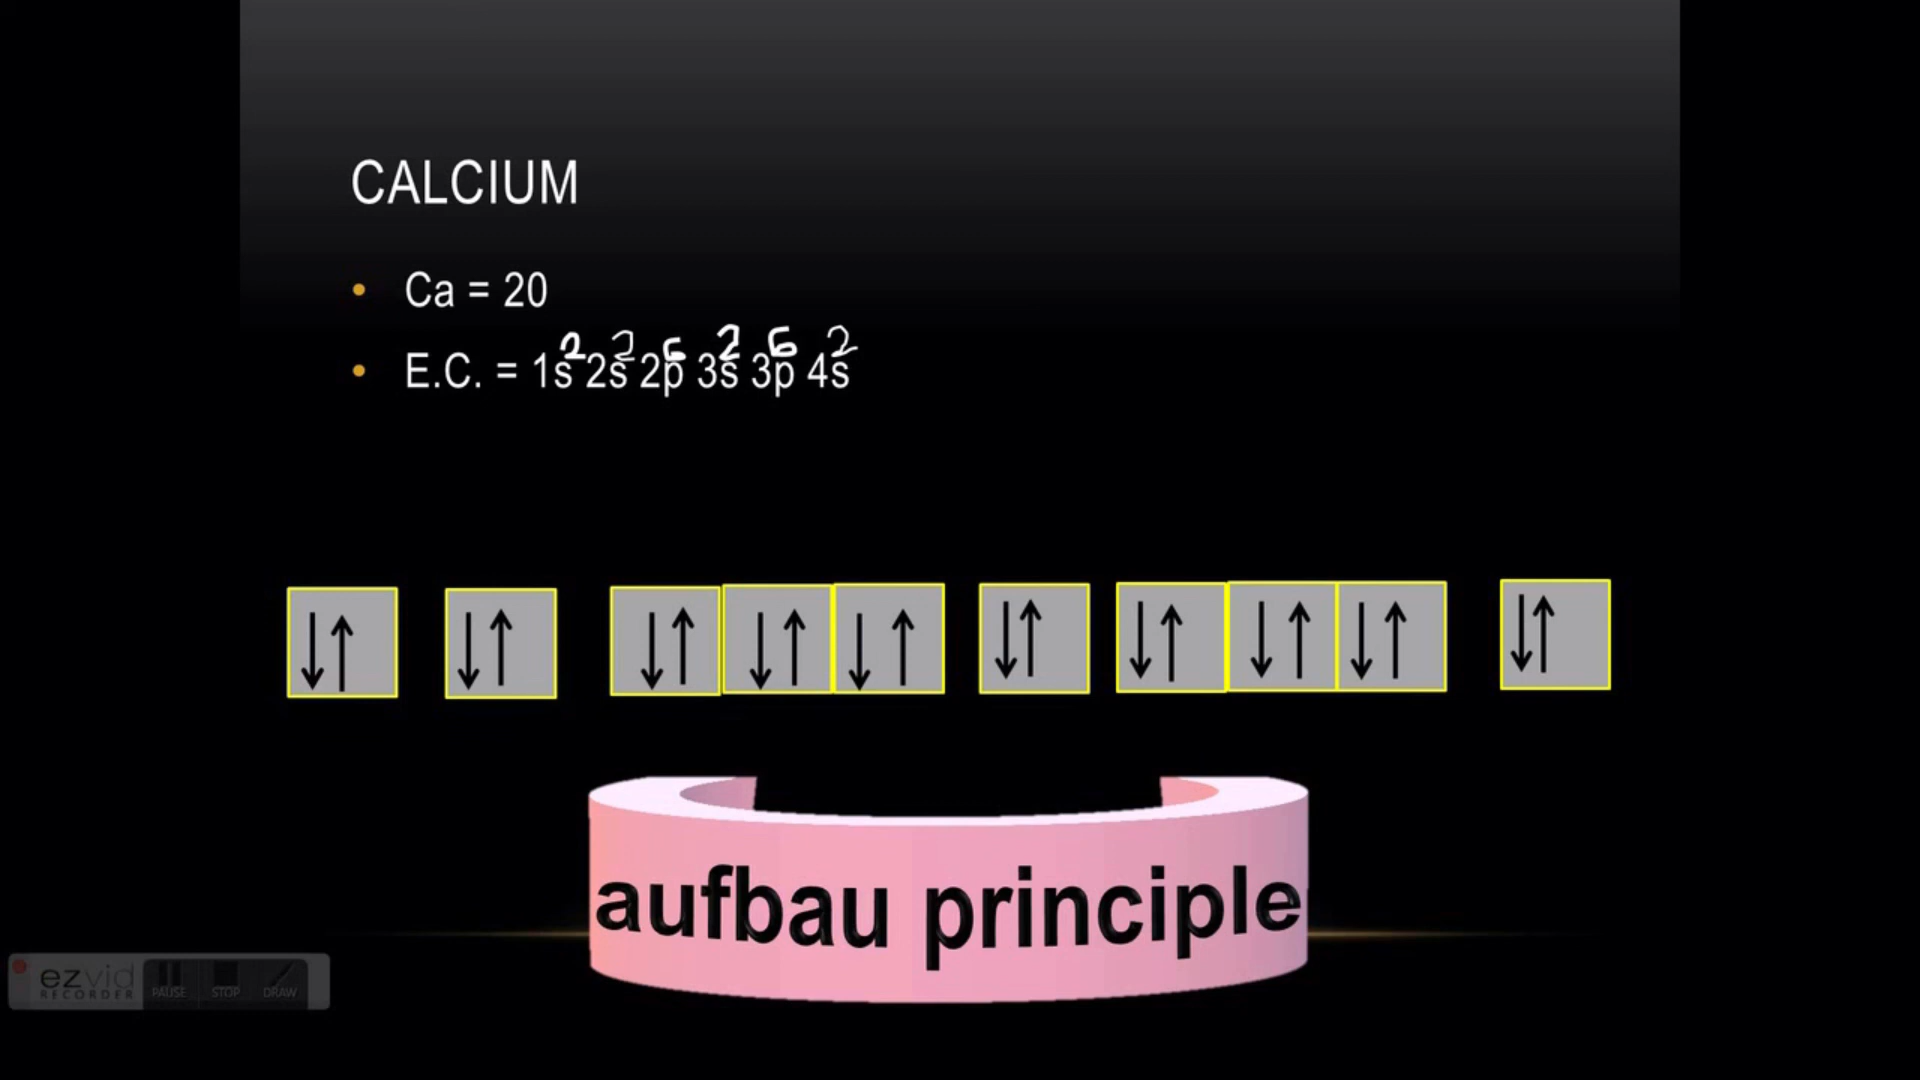 CALCIUM
• Ca = 20
• E.C. = 1s² 2s² 2p⁶ 3s² 3p⁶ 4s²
aufbau principle
ezvid
RECORDER
PAUSE STOP DRAW